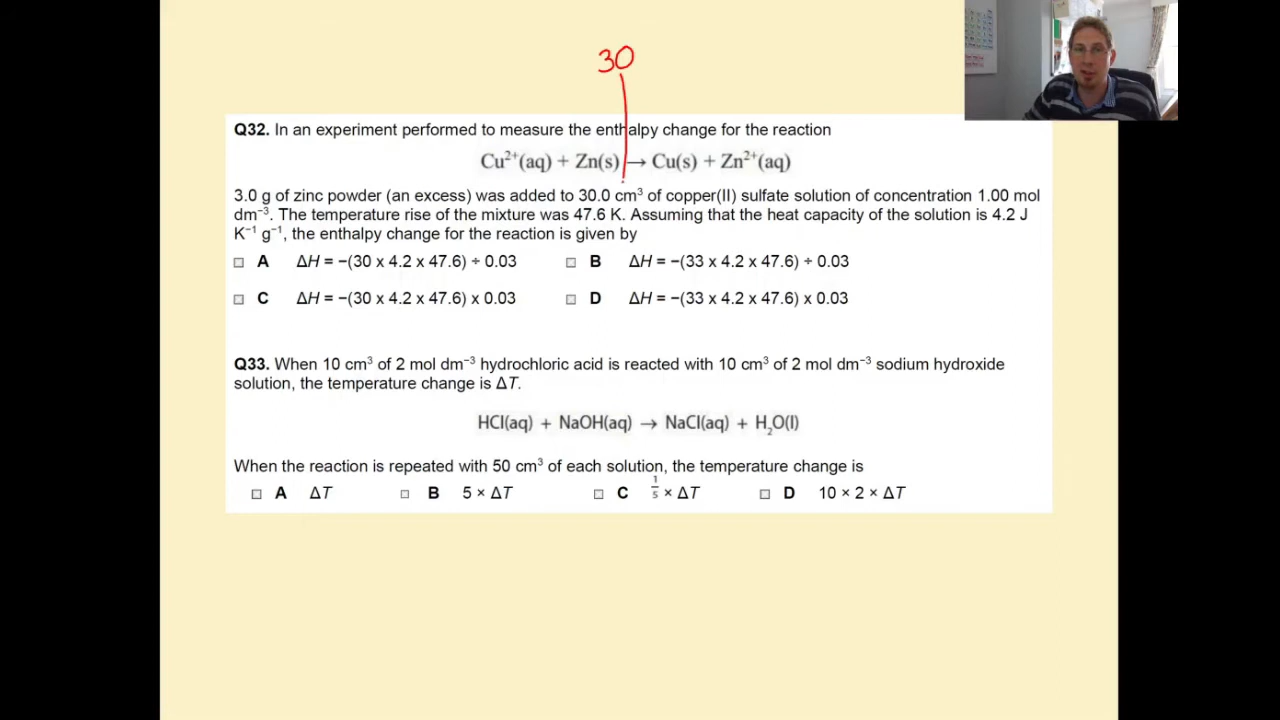 30
Q32. In an experiment performed to measure the enthalpy change for the reaction
Cu²⁺(aq) + Zn(s) → Cu(s) + Zn²⁺(aq)
3.0 g of zinc powder (an excess) was added to 30.0 cm³ of copper(II) sulfate solution of concentration 1.00 mol
dm⁻³. The temperature rise of the mixture was 47.6 K. Assuming that the heat capacity of the solution is 4.2 J
K⁻¹ g⁻¹, the enthalpy change for the reaction is given by
A ΔH = −(30 x 4.2 x 47.6) ÷ 0.03 B ΔH = −(33 x 4.2 x 47.6) ÷ 0.03
C ΔH = −(30 x 4.2 x 47.6) x 0.03 D ΔH = −(33 x 4.2 x 47.6) x 0.03
Q33. When 10 cm³ of 2 mol dm⁻³ hydrochloric acid is reacted with 10 cm³ of 2 mol dm⁻³ sodium hydroxide
solution, the temperature change is ΔT.
HCl(aq) + NaOH(aq) → NaCl(aq) + H₂O(l)
When the reaction is repeated with 50 cm³ of each solution, the temperature change is
A ΔT B 5 × ΔT C 1/5 × ΔT D 10 × 2 × ΔT